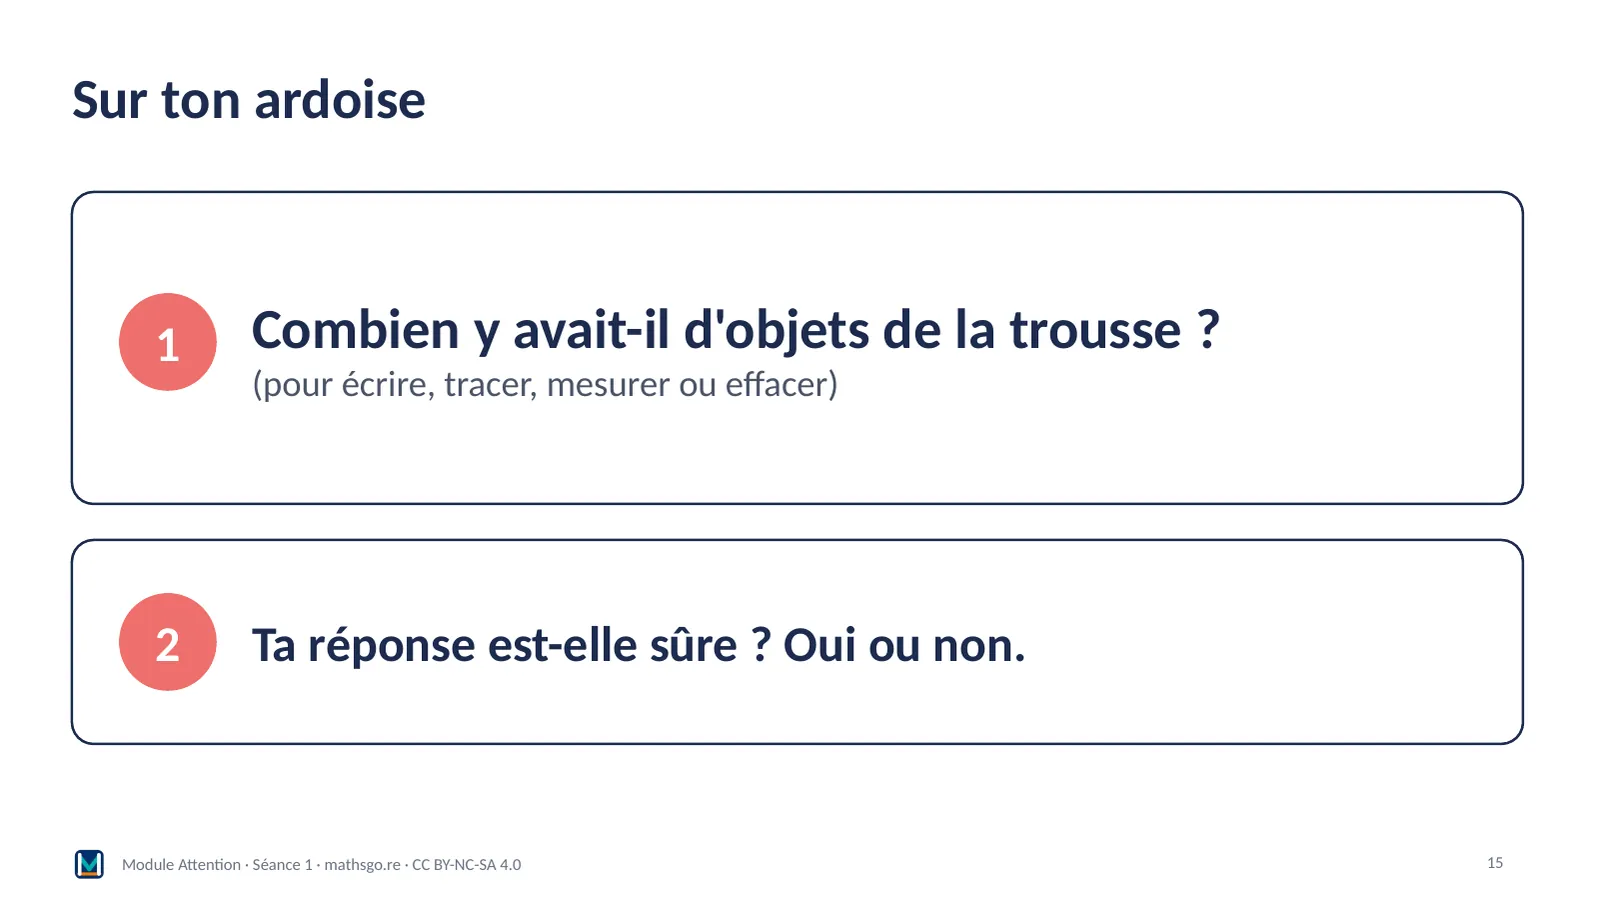 Sur ton ardoise
1
Combien y avait-il d'objets de la trousse ?
(pour écrire, tracer, mesurer ou effacer)
2
Ta réponse est-elle sûre ? Oui ou non.
Module Attention · Séance 1 · mathsgo.re · CC BY-NC-SA 4.0
15